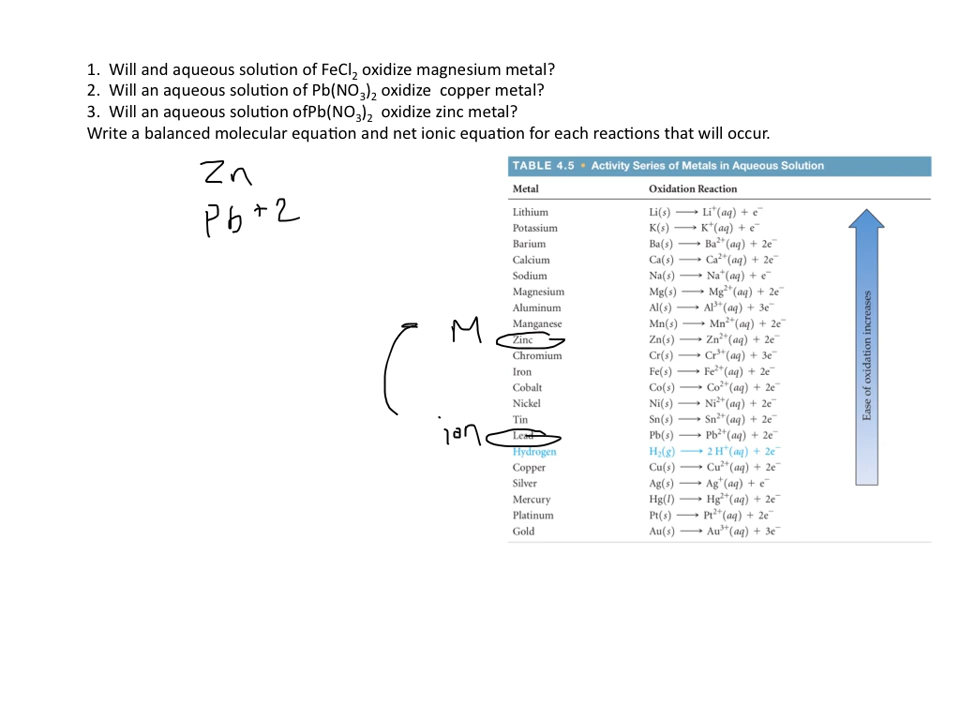 1. Will and aqueous solution of FeCl₂ oxidize magnesium metal?
2. Will an aqueous solution of Pb(NO₃)₂ oxidize copper metal?
3. Will an aqueous solution ofPb(NO₃)₂ oxidize zinc metal?
Write a balanced molecular equation and net ionic equation for each reactions that will occur.
Zn
Pb +2
TABLE 4.5 • Activity Series of Metals in Aqueous Solution
Metal Oxidation Reaction
Lithium Li(s) ⟶ Li⁺(aq) + e⁻
Potassium K(s) ⟶ K⁺(aq) + e⁻
Barium Ba(s) ⟶ Ba²⁺(aq) + 2e⁻
Calcium Ca(s) ⟶ Ca²⁺(aq) + 2e⁻
Sodium Na(s) ⟶ Na⁺(aq) + e⁻
Magnesium Mg(s) ⟶ Mg²⁺(aq) + 2e⁻
Aluminum Al(s) ⟶ Al³⁺(aq) + 3e⁻
Manganese Mn(s) ⟶ Mn²⁺(aq) + 2e⁻
M Zinc Zn(s) ⟶ Zn²⁺(aq) + 2e⁻
Chromium Cr(s) ⟶ Cr³⁺(aq) + 3e⁻
Iron Fe(s) ⟶ Fe²⁺(aq) + 2e⁻
Cobalt Co(s) ⟶ Co²⁺(aq) + 2e⁻
Nickel Ni(s) ⟶ Ni²⁺(aq) + 2e⁻
Tin Sn(s) ⟶ Sn²⁺(aq) + 2e⁻
ion Lead Pb(s) ⟶ Pb²⁺(aq) + 2e⁻
Hydrogen H₂(g) ⟶ 2 H⁺(aq) + 2e⁻
Copper Cu(s) ⟶ Cu²⁺(aq) + 2e⁻
Silver Ag(s) ⟶ Ag⁺(aq) + e⁻
Mercury Hg(l) ⟶ Hg²⁺(aq) + 2e⁻
Platinum Pt(s) ⟶ Pt²⁺(aq) + 2e⁻
Gold Au(s) ⟶ Au³⁺(aq) + 3e⁻
Ease of oxidation increases